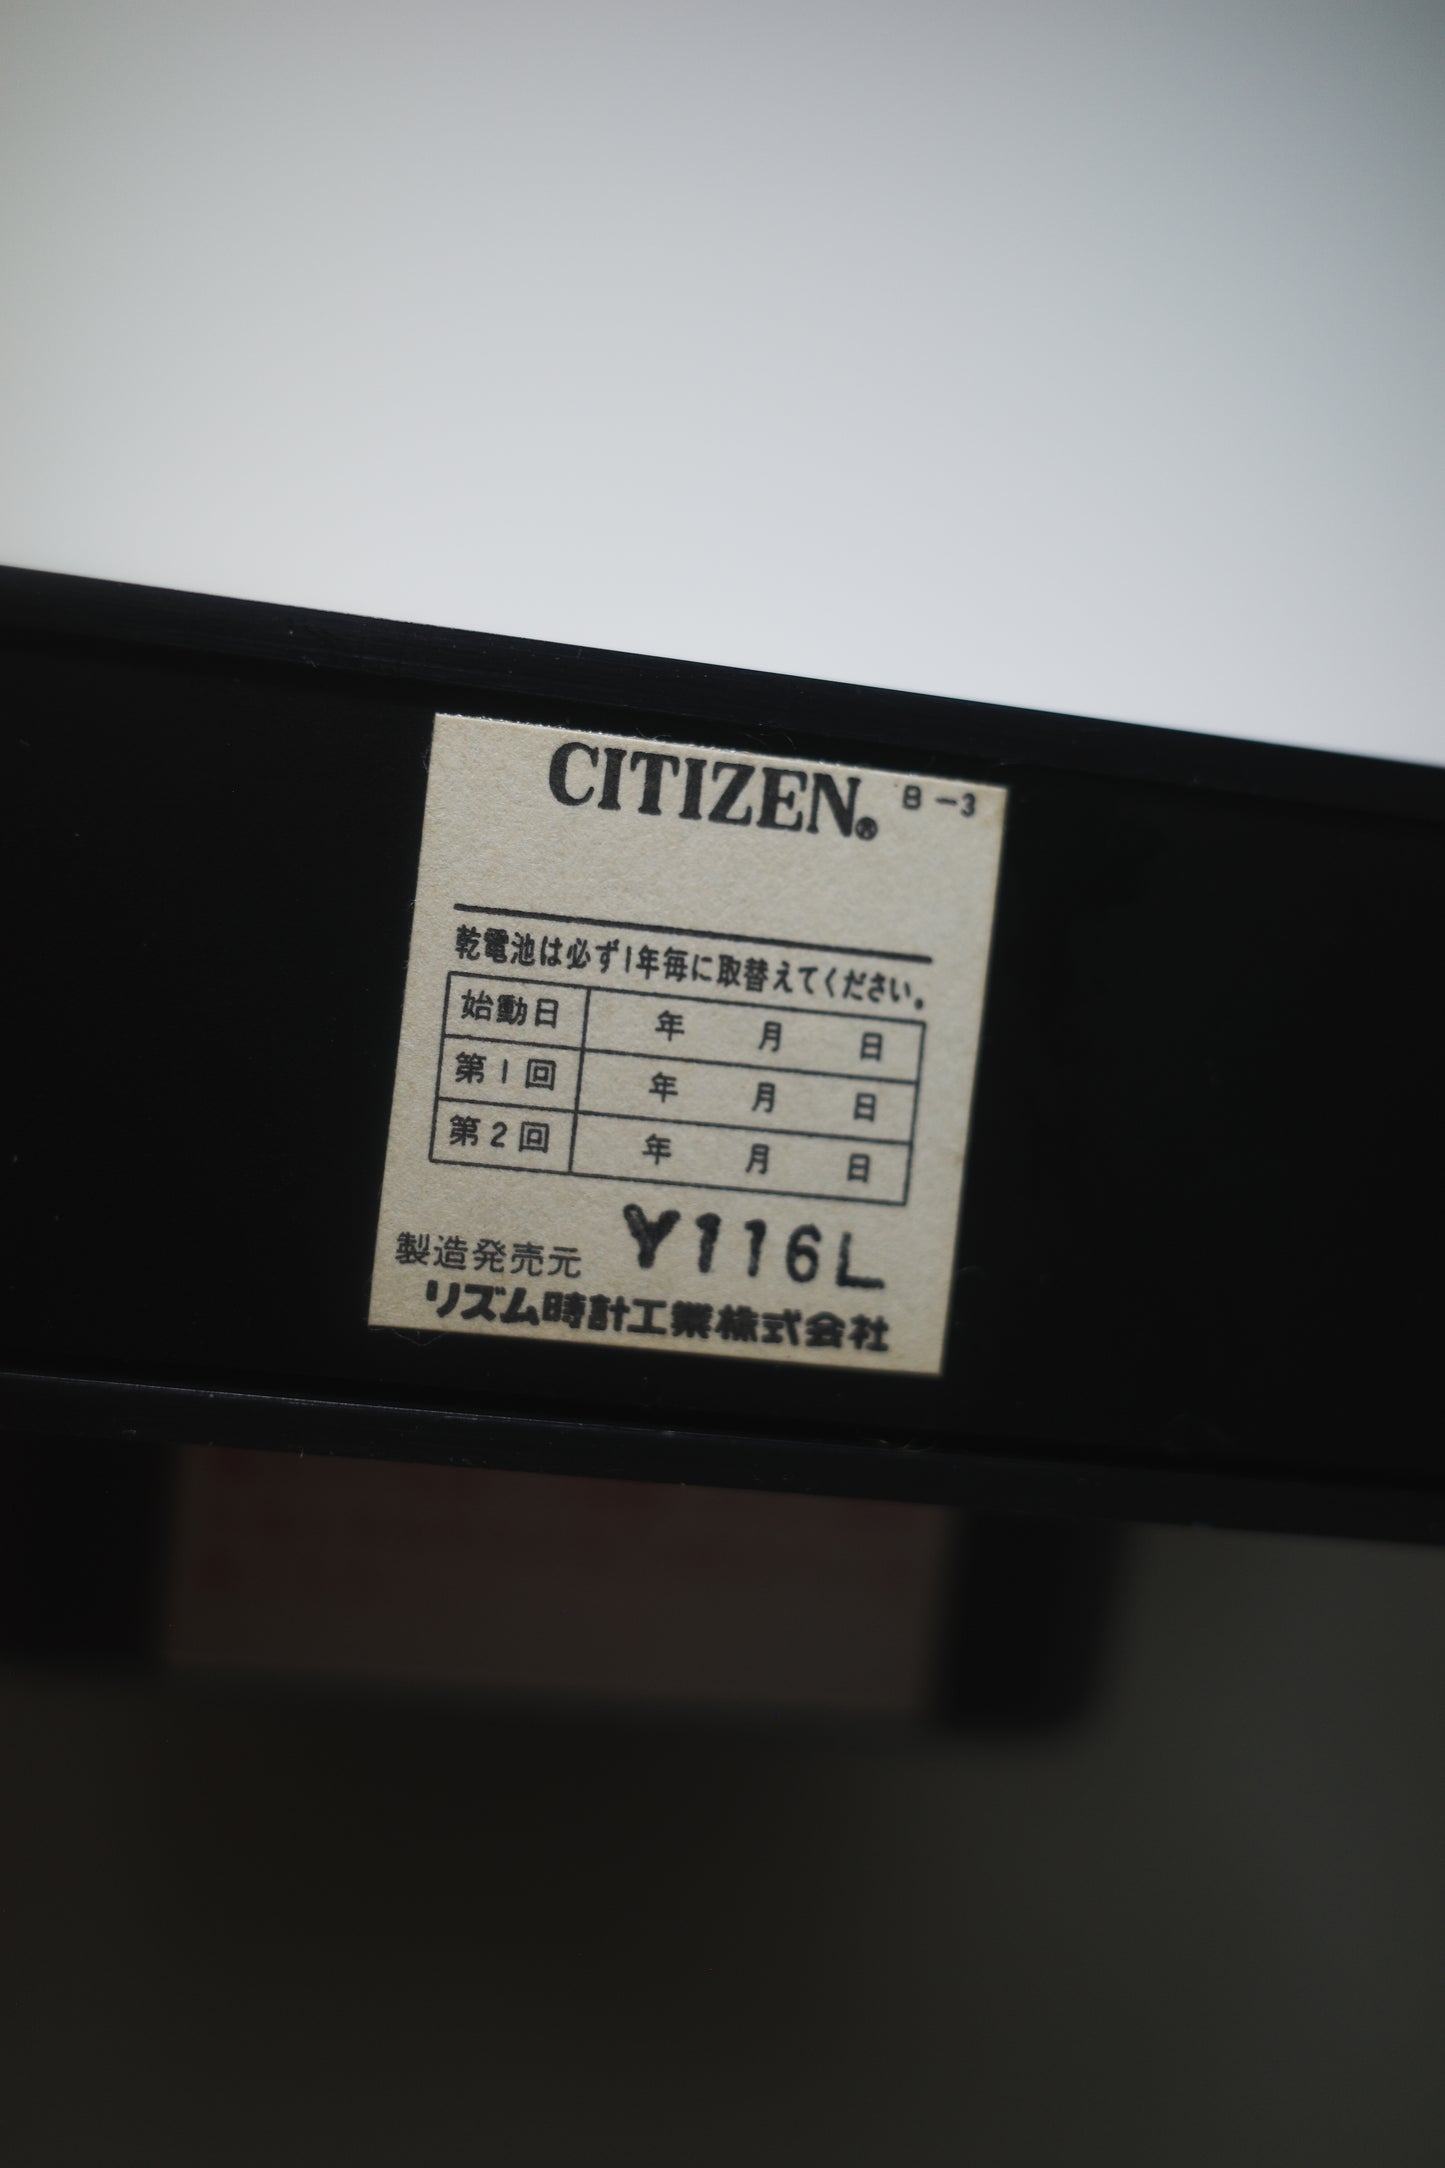 CITIZEN® B-3
乾電池は必ず1年毎に取替えてください。
始動日 年 月 日
第1回 年 月 日
第2回 年 月 日
Y116L
製造発売元
リズム時計工業株式会社